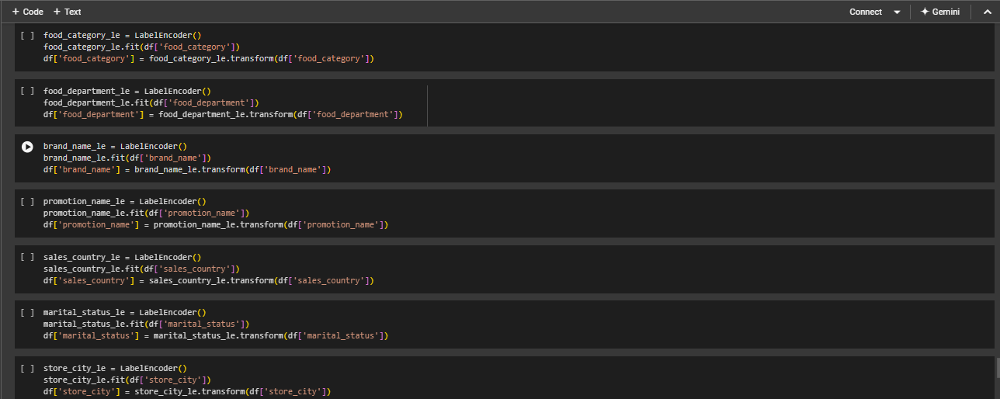 + Code + Text
Connect
Gemini
[ ] food_category_le = LabelEncoder()
food_category_le.fit(df['food_category'])
df['food_category'] = food_category_le.transform(df['food_category'])
[ ] food_department_le = LabelEncoder()
food_department_le.fit(df['food_department'])
df['food_department'] = food_department_le.transform(df['food_department'])
brand_name_le = LabelEncoder()
brand_name_le.fit(df['brand_name'])
df['brand_name'] = brand_name_le.transform(df['brand_name'])
[ ] promotion_name_le = LabelEncoder()
promotion_name_le.fit(df['promotion_name'])
df['promotion_name'] = promotion_name_le.transform(df['promotion_name'])
[ ] sales_country_le = LabelEncoder()
sales_country_le.fit(df['sales_country'])
df['sales_country'] = sales_country_le.transform(df['sales_country'])
[ ] marital_status_le = LabelEncoder()
marital_status_le.fit(df['marital_status'])
df['marital_status'] = marital_status_le.transform(df['marital_status'])
[ ] store_city_le = LabelEncoder()
store_city_le.fit(df['store_city'])
df['store_city'] = store_city_le.transform(df['store_city'])